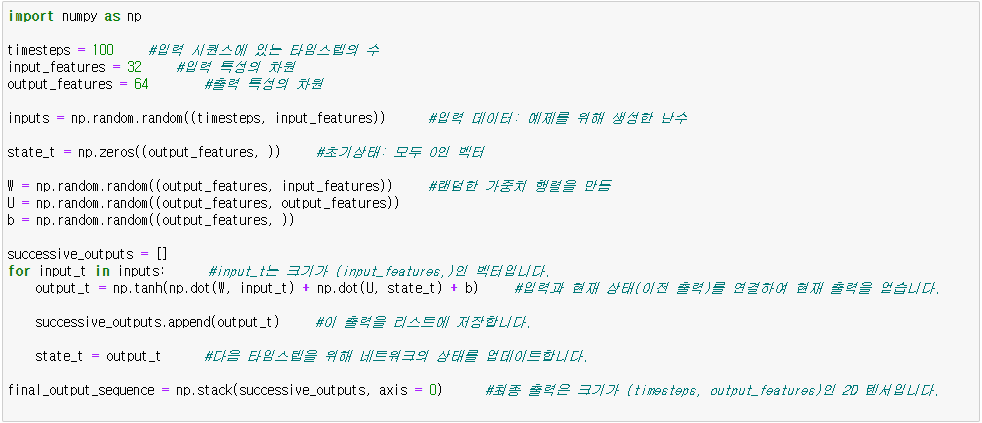 import numpy as np
timesteps = 100 #입력 시퀀스에 있는 타임스텝의 수
input_features = 32 #입력 특성의 차원
output_features = 64 #출력 특성의 차원
inputs = np.random.random((timesteps, input_features)) #입력 데이터: 예제를 위해 생성한 난수
state_t = np.zeros((output_features, )) #초기상태: 모두 0인 벡터
W = np.random.random((output_features, input_features)) #랜덤한 가중치 행렬을 만듬
U = np.random.random((output_features, output_features))
b = np.random.random((output_features, ))
successive_outputs = []
for input_t in inputs: #input_t는 크기가 (input_features,)인 벡터입니다.
output_t = np.tanh(np.dot(W, input_t) + np.dot(U, state_t) + b) #입력과 현재 상태(이전 출력)를 연결하여 현재 출력을 얻습니다.
successive_outputs.append(output_t) #이 출력을 리스트에 저장합니다.
state_t = output_t #다음 타임스텝을 위해 네트워크의 상태를 업데이트합니다.
final_output_sequence = np.stack(successive_outputs, axis = 0) #최종 출력은 크기가 (timesteps, output_features)인 2D 텐서입니다.